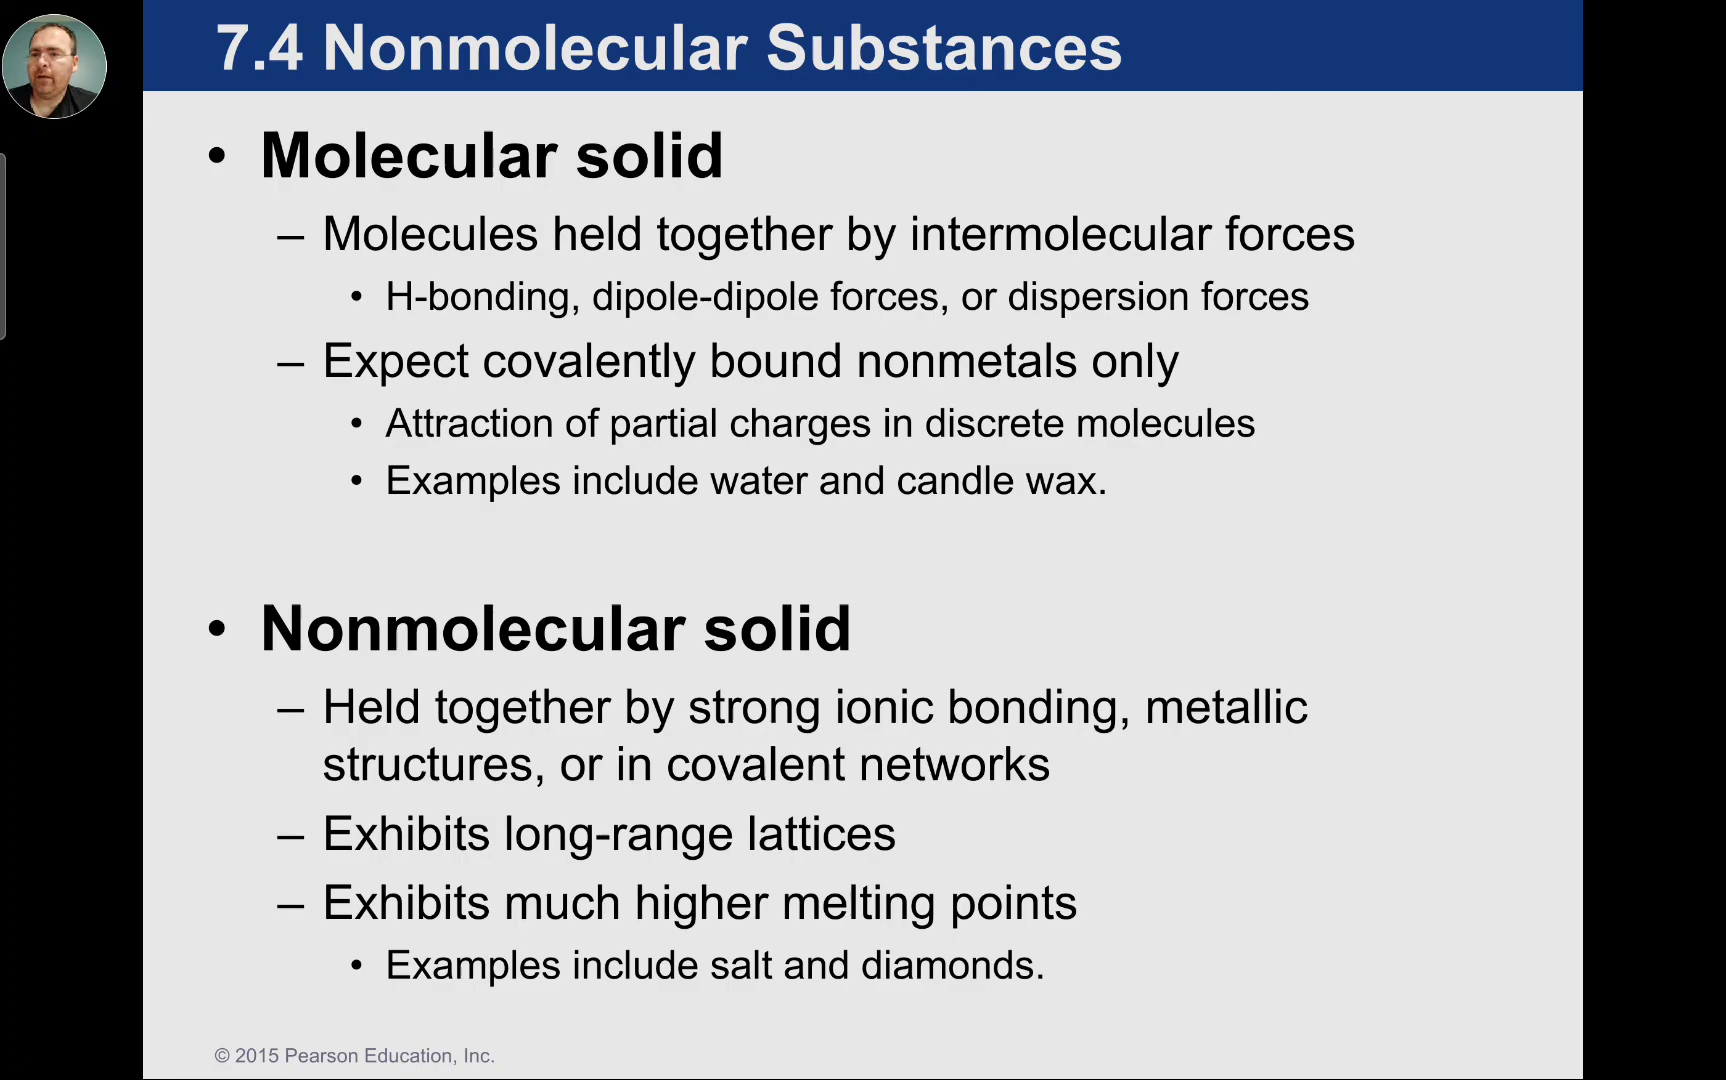 7.4 Nonmolecular Substances
• Molecular solid
– Molecules held together by intermolecular forces
• H-bonding, dipole-dipole forces, or dispersion forces
– Expect covalently bound nonmetals only
• Attraction of partial charges in discrete molecules
• Examples include water and candle wax.
• Nonmolecular solid
– Held together by strong ionic bonding, metallic
structures, or in covalent networks
– Exhibits long-range lattices
– Exhibits much higher melting points
• Examples include salt and diamonds.
© 2015 Pearson Education, Inc.